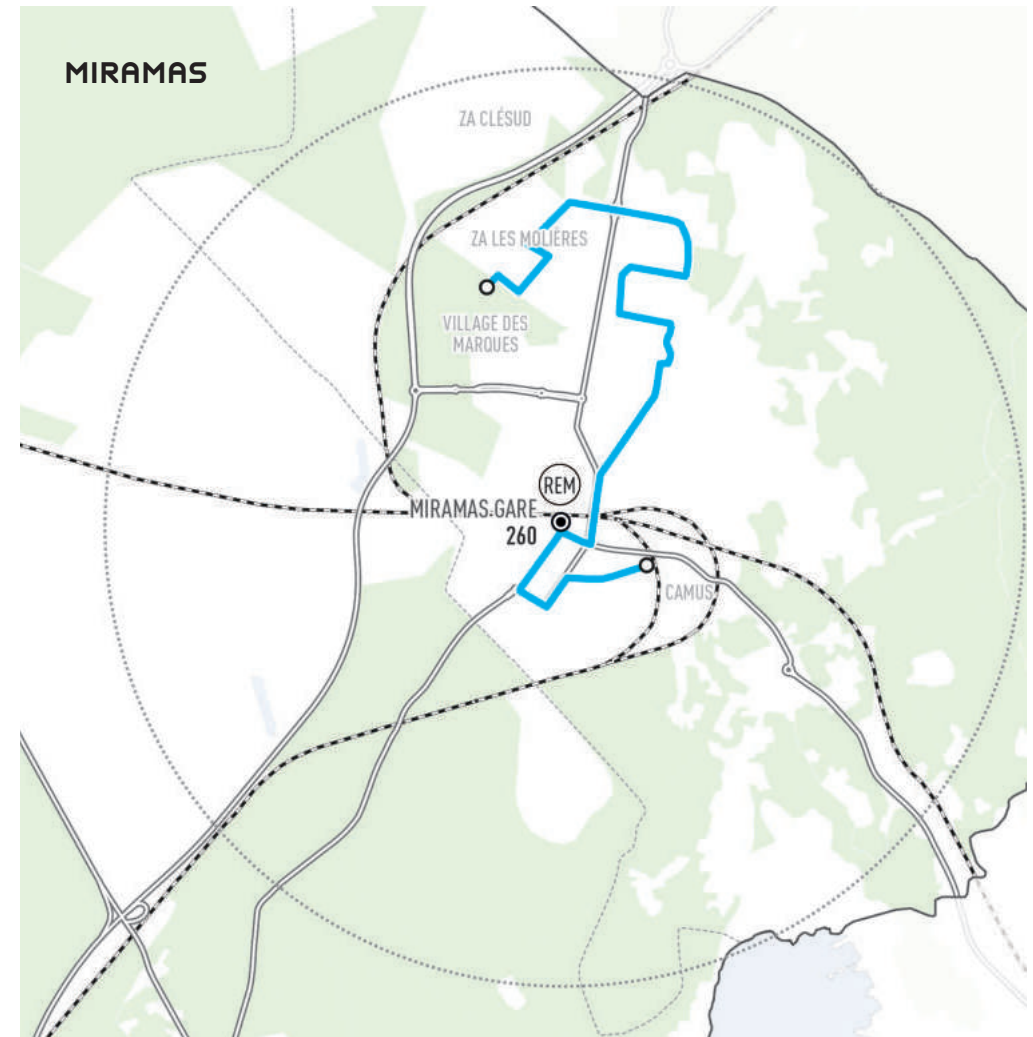 MIRAMAS
ZA CLÉSUD
ZA LES MOLIÈRES
VILLAGE DES
MARQUES
REM
MIRAMAS-GARE
260
CAMUS